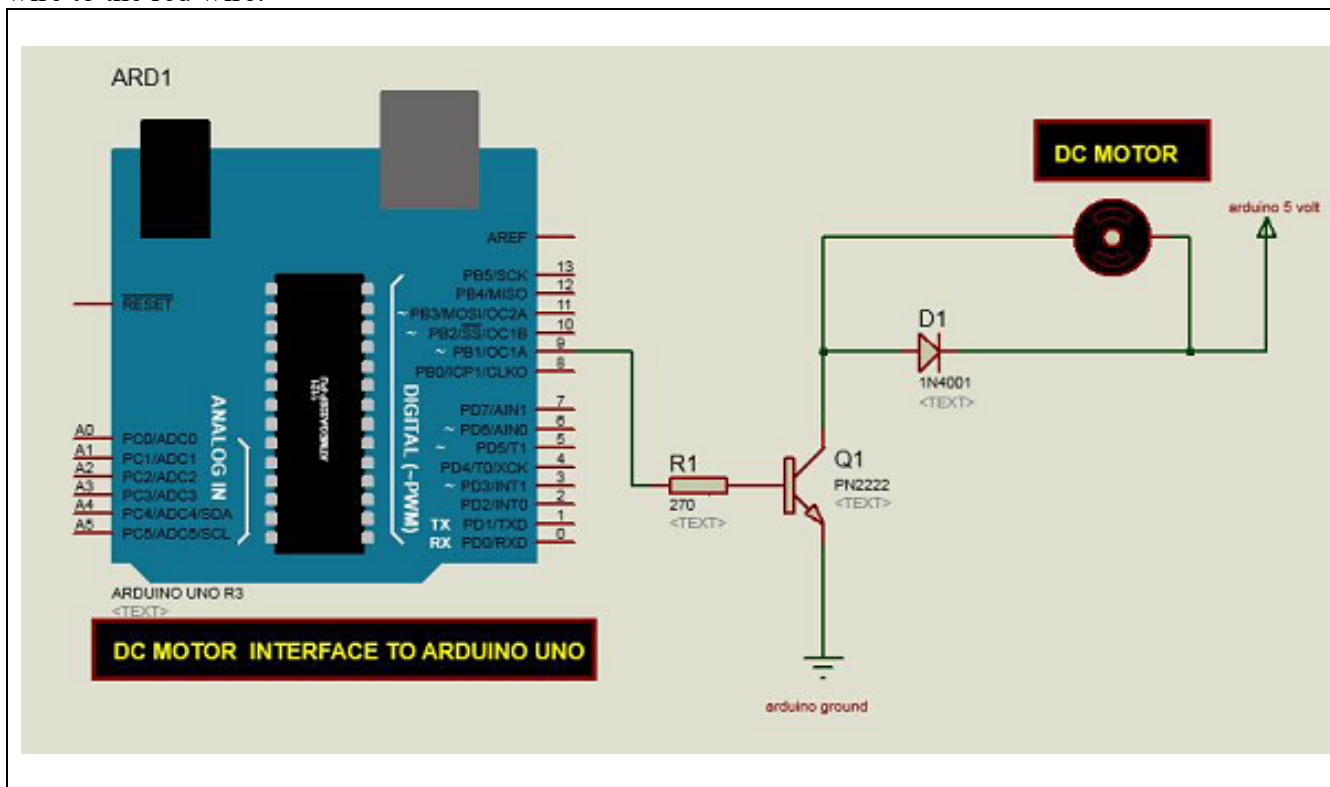 wire to the red wire.
ARD1
DC MOTOR
arduino 5 volt
AREF
PB5/SCK 13
PB4/MISO 12
RESET
~PB3/MOSI/OC2A 11
~ PB2/SS/OC1B 10
~ PB1/OC1A 9
PB0/ICP1/CLKO 8
D1
1N4001
<TEXT>
ANALOG IN
DIGITAL (~PWM)
PD7/AIN1 7
~ PD6/AIN0 6
~ PD5/T1 5
PD4/T0/XCK 4
~ PD3/INT1 3
PD2/INT0 2
TX PD1/TXD 1
RX PD0/RXD 0
A0 PC0/ADC0
A1 PC1/ADC1
A2 PC2/ADC2
A3 PC3/ADC3
A4 PC4/ADC4/SDA
A5 PC5/ADC5/SCL
R1
270
<TEXT>
Q1
PN2222
<TEXT>
ARDUINO UNO R3
<TEXT>
DC MOTOR INTERFACE TO ARDUINO UNO
arduino ground